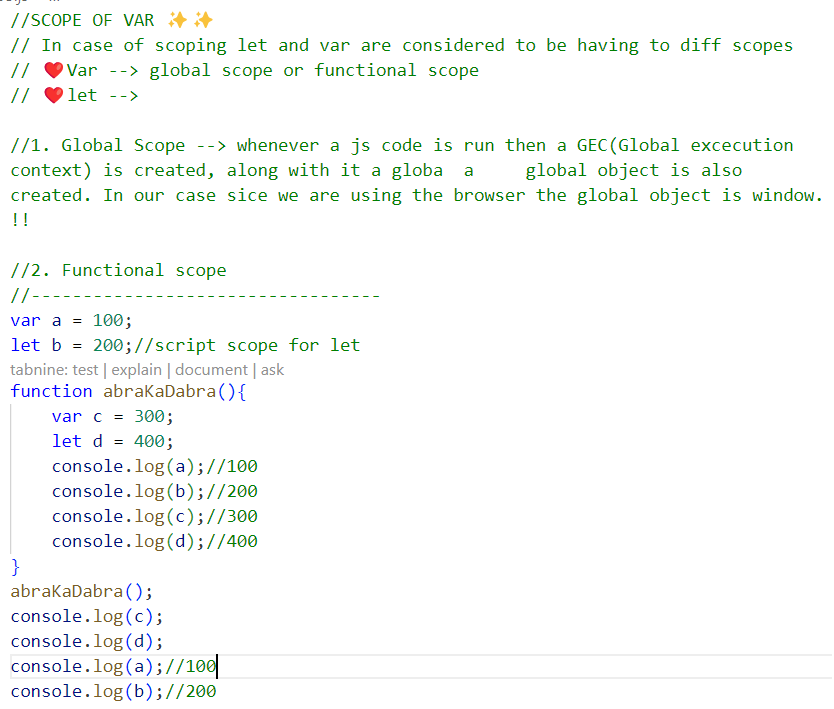 //SCOPE OF VAR ✨✨
// In case of scoping let and var are considered to be having to diff scopes
// ❤️Var --> global scope or functional scope
// ❤️let -->
//1. Global Scope --> whenever a js code is run then a GEC(Global excecution
context) is created, along with it a globa  a     global object is also
created. In our case sice we are using the browser the global object is window.
!!
//2. Functional scope
//----------------------------------
var a = 100;
let b = 200;//script scope for let
tabnine: test | explain | document | ask
function abraKaDabra(){
    var c = 300;
    let d = 400;
    console.log(a);//100
    console.log(b);//200
    console.log(c);//300
    console.log(d);//400
}
abraKaDabra();
console.log(c);
console.log(d);
console.log(a);//100
console.log(b);//200